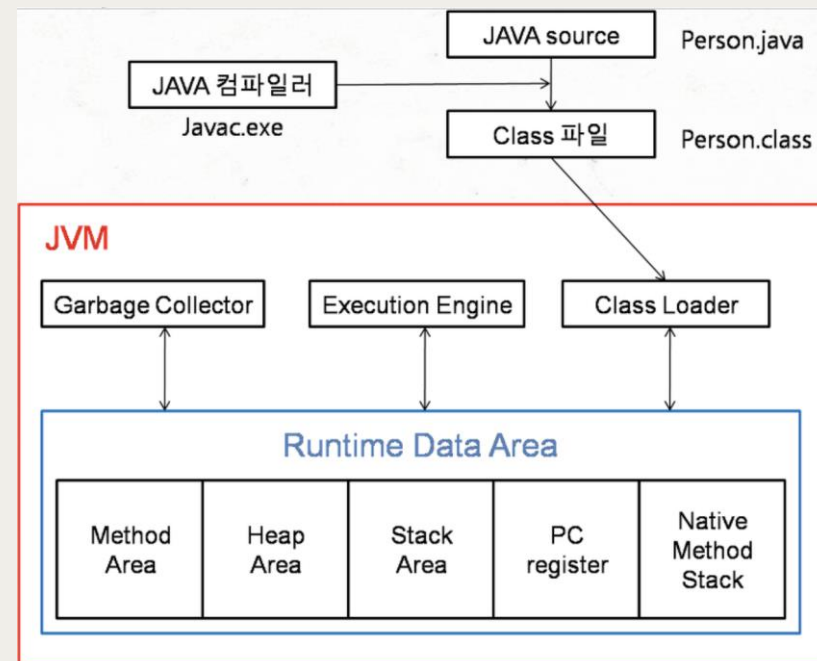 JAVA source
Person.java
JAVA 컴파일러
Javac.exe
Class 파일
Person.class
JVM
Garbage Collector
Execution Engine
Class Loader
Runtime Data Area
Method
Area
Heap
Area
Stack
Area
PC
register
Native
Method
Stack